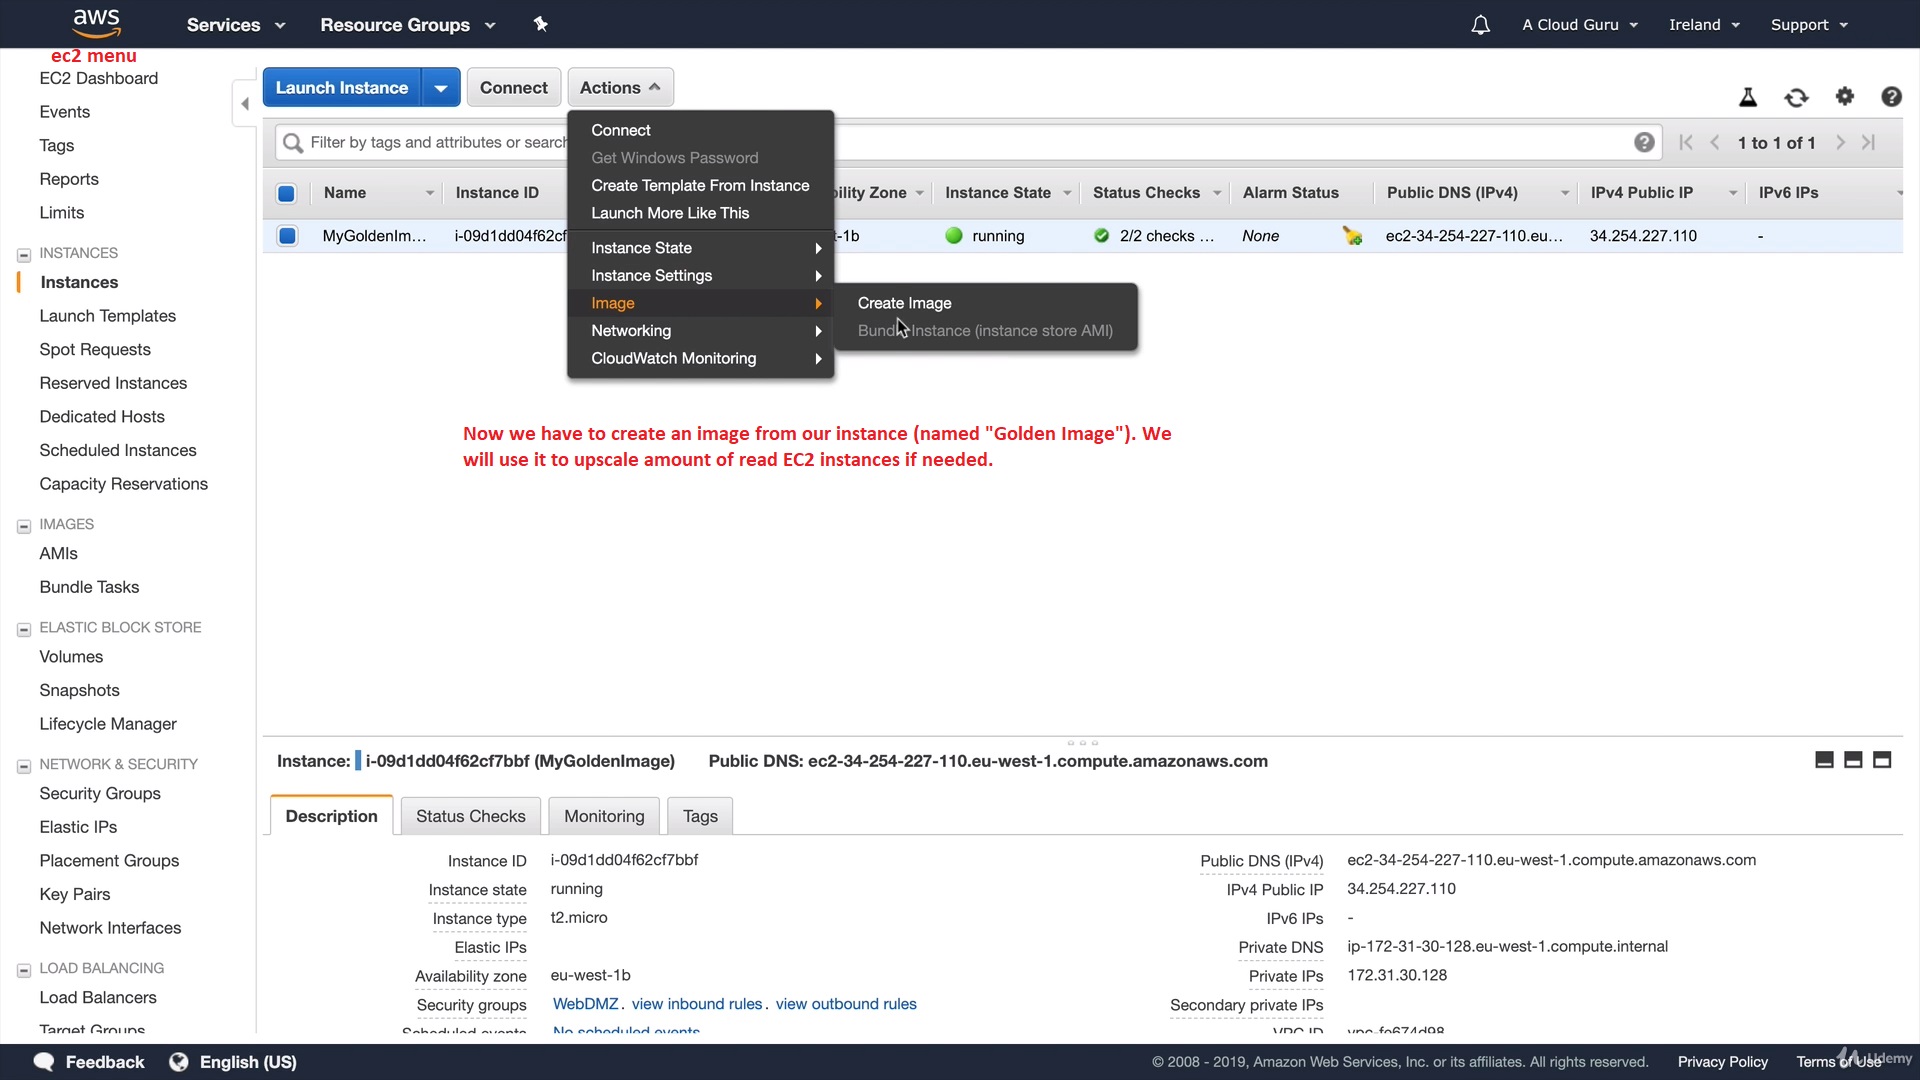 aws
Services
Resource Groups
A Cloud Guru
Ireland
Support
ec2 menu
EC2 Dashboard
Events
Tags
Reports
Limits
INSTANCES
Instances
Launch Templates
Spot Requests
Reserved Instances
Dedicated Hosts
Scheduled Instances
Capacity Reservations
IMAGES
AMIs
Bundle Tasks
ELASTIC BLOCK STORE
Volumes
Snapshots
Lifecycle Manager
NETWORK & SECURITY
Security Groups
Elastic IPs
Placement Groups
Key Pairs
Network Interfaces
LOAD BALANCING
Load Balancers
Target Groups
Launch Instance
Connect
Actions
Filter by tags and attributes or search
1 to 1 of 1
Name
Instance ID
bility Zone
Instance State
Status Checks
Alarm Status
Public DNS (IPv4)
IPv4 Public IP
IPv6 IPs
MyGoldenIm...
i-09d1dd04f62cf
t-1b
running
2/2 checks ...
None
ec2-34-254-227-110.eu...
34.254.227.110
-
Connect
Get Windows Password
Create Template From Instance
Launch More Like This
Instance State
Instance Settings
Image
Networking
CloudWatch Monitoring
Create Image
Bundle Instance (instance store AMI)
Now we have to create an image from our instance (named "Golden Image"). We
will use it to upscale amount of read EC2 instances if needed.
Instance: i-09d1dd04f62cf7bbf (MyGoldenImage)
Public DNS: ec2-34-254-227-110.eu-west-1.compute.amazonaws.com
Description
Status Checks
Monitoring
Tags
Instance ID i-09d1dd04f62cf7bbf
Instance state running
Instance type t2.micro
Elastic IPs
Availability zone eu-west-1b
Security groups WebDMZ. view inbound rules. view outbound rules
Scheduled events No scheduled events
Public DNS (IPv4) ec2-34-254-227-110.eu-west-1.compute.amazonaws.com
IPv4 Public IP 34.254.227.110
IPv6 IPs -
Private DNS ip-172-31-30-128.eu-west-1.compute.internal
Private IPs 172.31.30.128
Secondary private IPs
VPC ID vpc-fe674d98
Feedback
English (US)
© 2008 - 2019, Amazon Web Services, Inc. or its affiliates. All rights reserved.
Privacy Policy
Terms of Use
Udemy